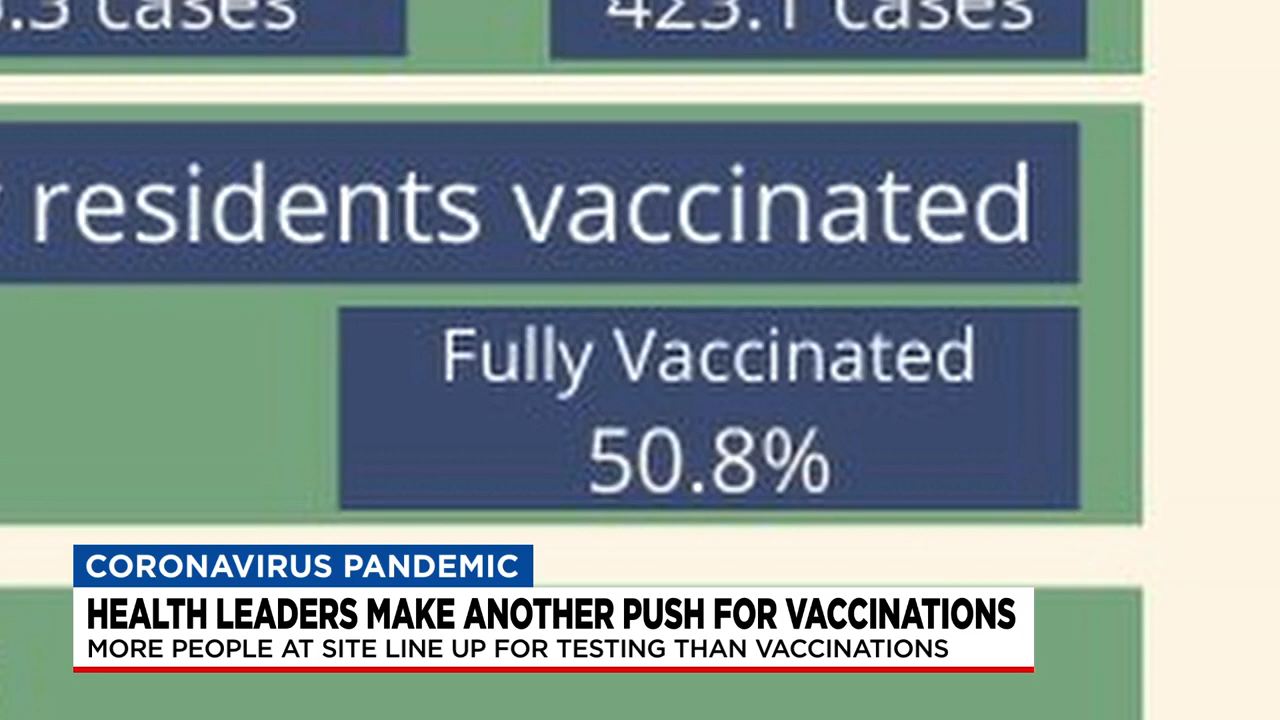 cases 423.1 cases
residents vaccinated
Fully Vaccinated
50.8%
CORONAVIRUS PANDEMIC
HEALTH LEADERS MAKE ANOTHER PUSH FOR VACCINATIONS
MORE PEOPLE AT SITE LINE UP FOR TESTING THAN VACCINATIONS